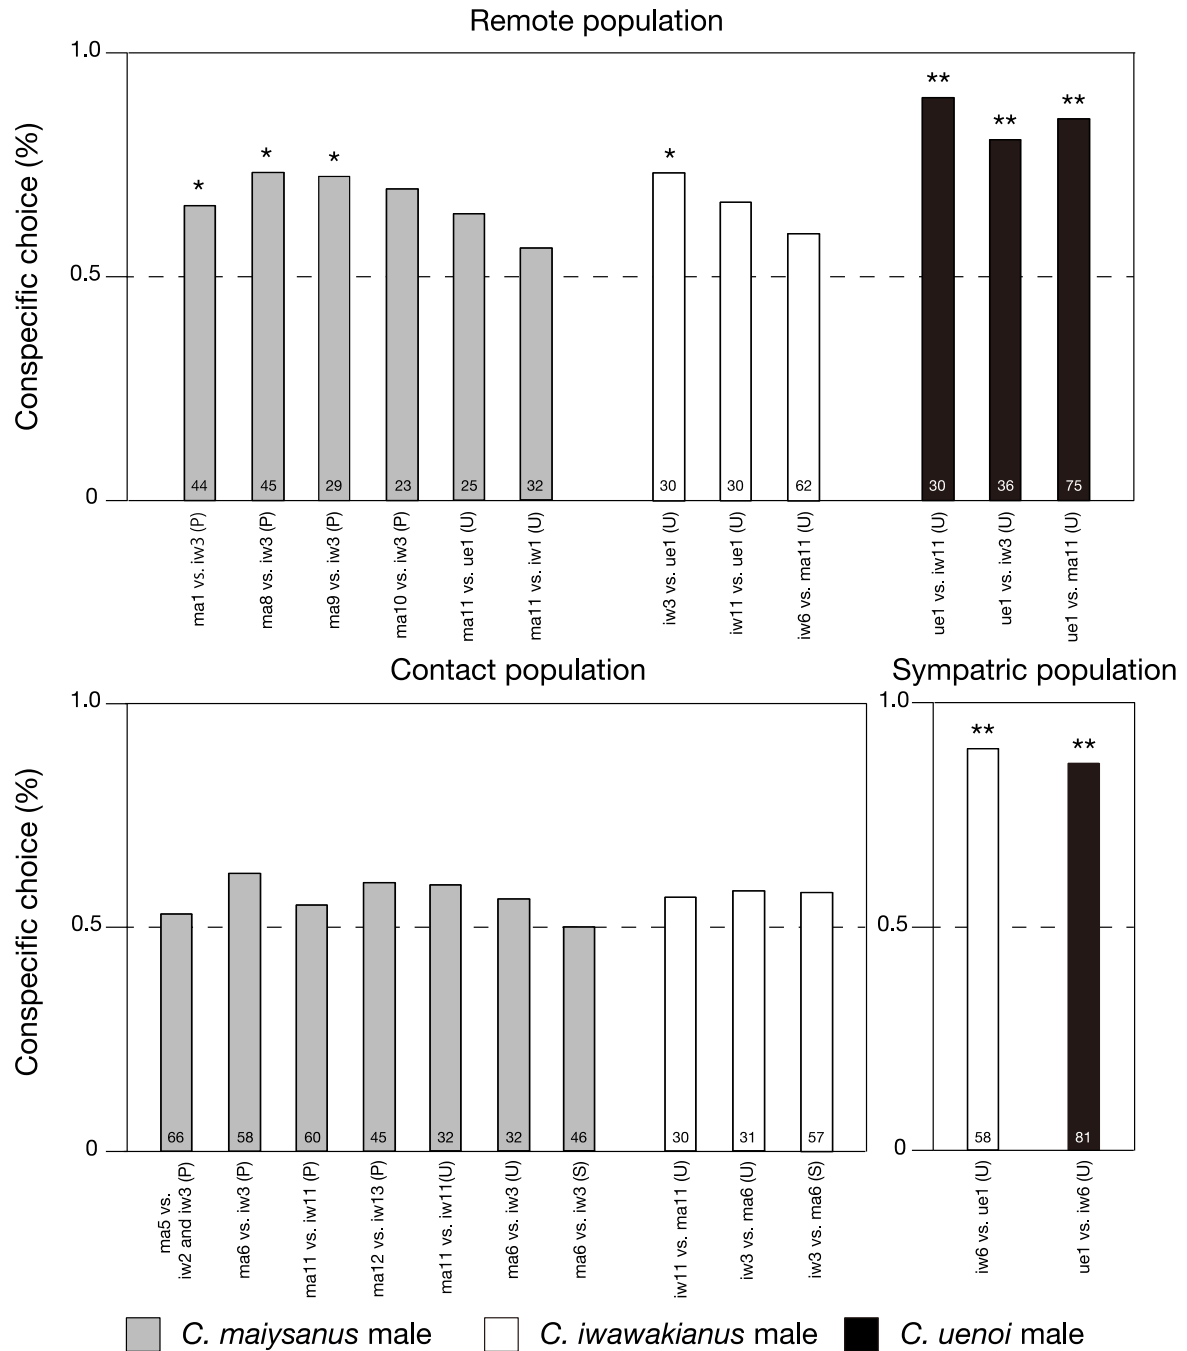 Remote population
Conspecific choice (%)
1.0
0.5
0
*
*
*
*
**
**
**
44
45
29
23
25
32
30
30
62
30
36
75
ma1 vs. iw3 (P)
ma8 vs. iw3 (P)
ma9 vs. iw3 (P)
ma10 vs. iw3 (P)
ma11 vs. ue1 (U)
ma11 vs. iw1 (U)
iw3 vs. ue1 (U)
iw11 vs. ue1 (U)
iw6 vs. ma11 (U)
ue1 vs. iw11 (U)
ue1 vs. iw3 (U)
ue1 vs. ma11 (U)
Contact population
Conspecific choice (%)
1.0
0.5
0
66
58
60
45
32
32
46
30
31
57
ma5 vs.
iw2 and iw3 (P)
ma6 vs. iw3 (P)
ma11 vs. iw11 (P)
ma12 vs. iw13 (P)
ma11 vs. iw11(U)
ma6 vs. iw3 (U)
ma6 vs. iw3 (S)
iw11 vs. ma11 (U)
iw3 vs. ma6 (U)
iw3 vs. ma6 (S)
Sympatric population
1.0
0.5
0
**
**
58
81
iw6 vs. ue1 (U)
ue1 vs. iw6 (U)
C. maiysanus male
C. iwawakianus male
C. uenoi male